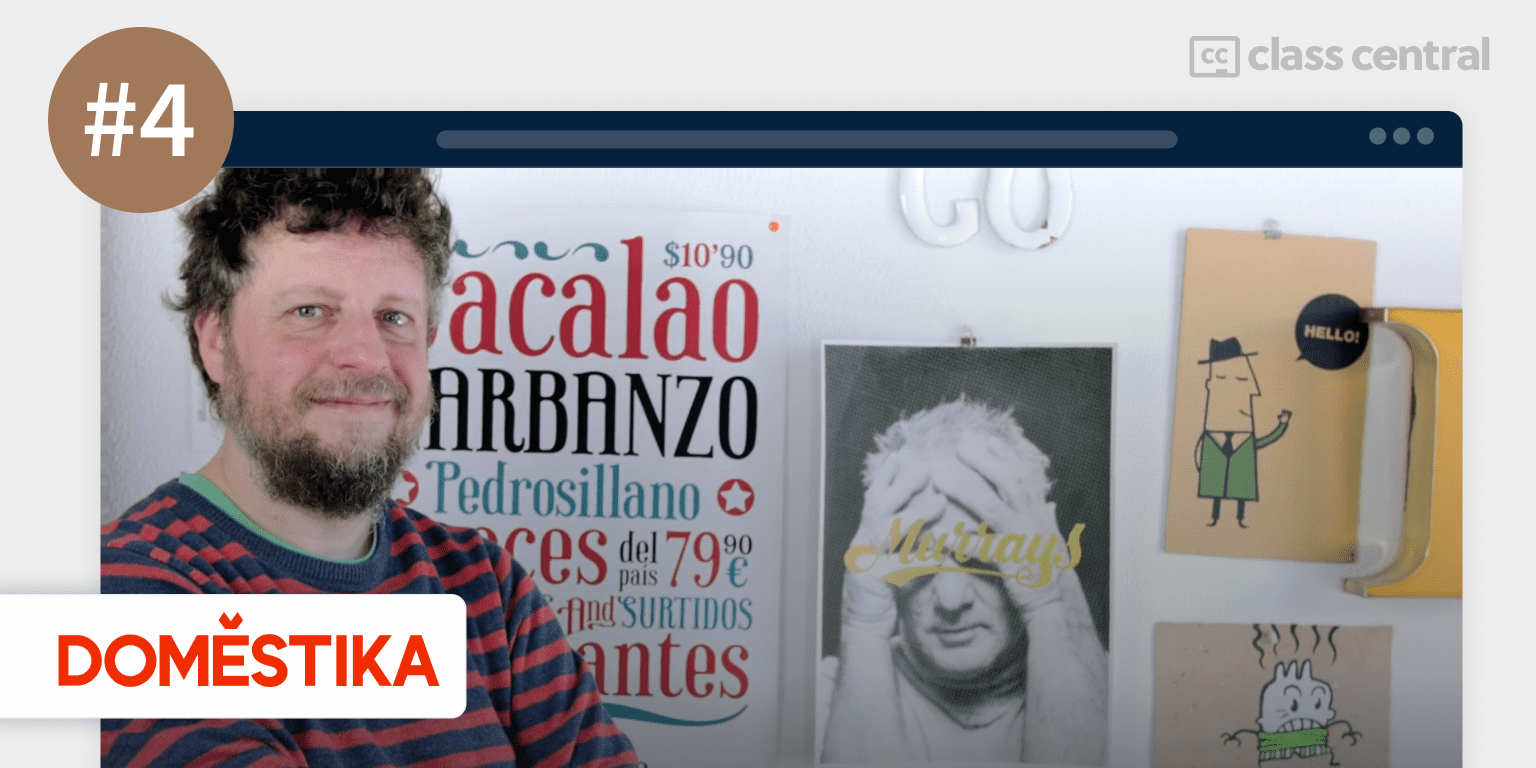 #4
class central
GO
$10'90
acalao
ARBANZO
Pedrosillano
ces del país 79 90 €
And SURTIDOS
antes
Murrays
HELLO!
DOMĚSTIKA